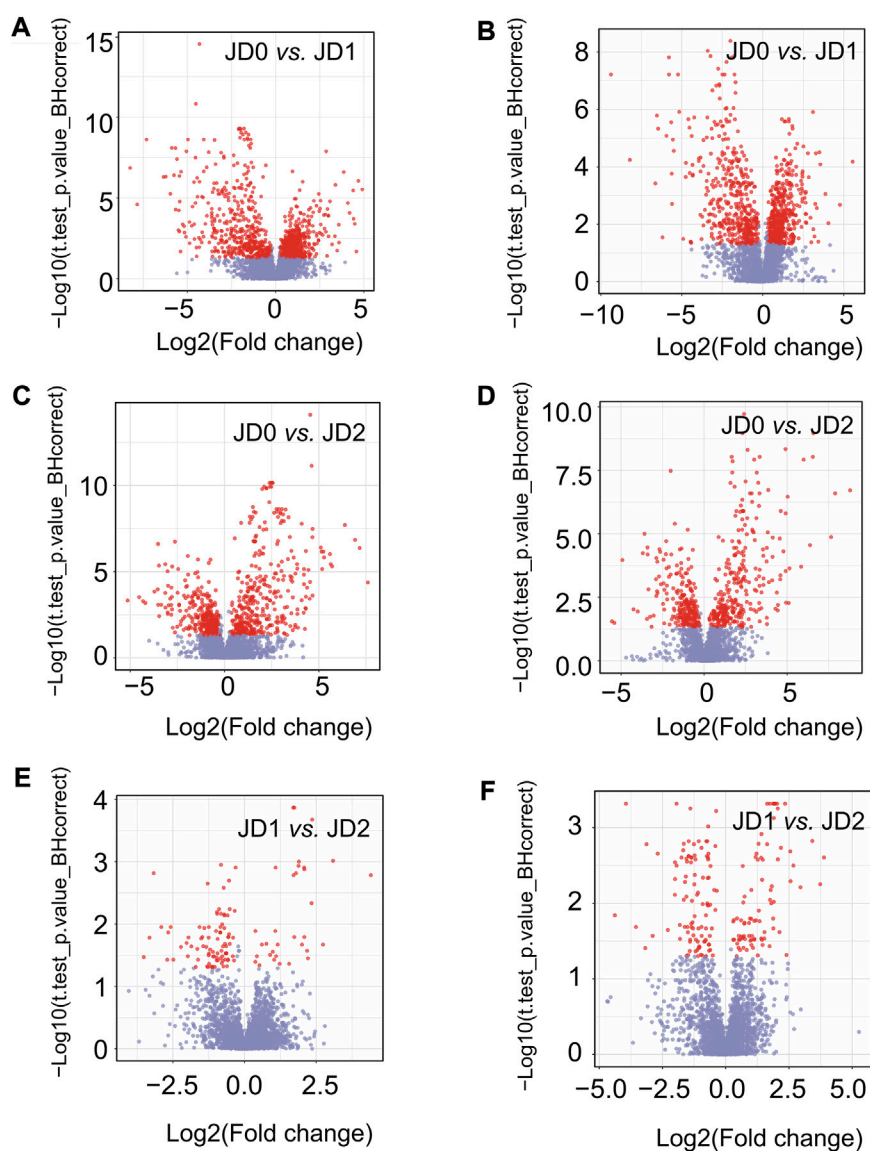 A
−Log10(t.test_p.value_BHcorrect)
JD0 vs. JD1
15
10
5
0
−5 0 5
Log2(Fold change)
B
−Log10(t.test_p.value_BHcorrect)
JD0 vs. JD1
8
6
4
2
0
−10 −5 0 5
Log2(Fold change)
C
−Log10(t.test_p.value_BHcorrect)
JD0 vs. JD2
10
5
0
−5 0 5
Log2(Fold change)
D
−Log10(t.test_p.value_BHcorrect)
JD0 vs. JD2
10.0
7.5
5.0
2.5
0.0
−5 0 5
Log2(Fold change)
E
−Log10(t.test_p.value_BHcorrect)
JD1 vs. JD2
4
3
2
1
0
−2.5 0.0 2.5
Log2(Fold change)
F
−Log10(t.test_p.value_BHcorrect)
JD1 vs. JD2
3
2
1
0
−5.0 −2.5 0.0 2.5 5.0
Log2(Fold change)